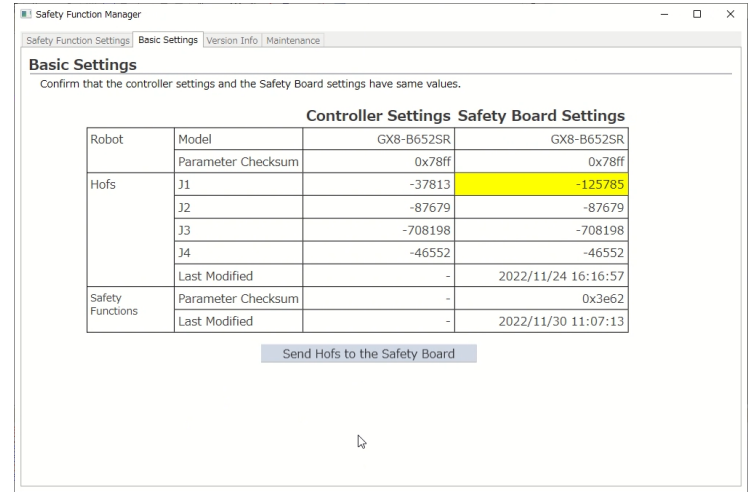 Safety Function Manager
Safety Function Settings Basic Settings Version Info Maintenance
Basic Settings
Confirm that the controller settings and the Safety Board settings have same values.
Controller Settings Safety Board Settings
Robot Model GX8-B652SR GX8-B652SR
Parameter Checksum 0x78ff 0x78ff
Hofs J1 -37813 -125785
J2 -87679 -87679
J3 -708198 -708198
J4 -46552 -46552
Last Modified - 2022/11/24 16:16:57
Safety Functions Parameter Checksum - 0x3e62
Last Modified - 2022/11/30 11:07:13
Send Hofs to the Safety Board